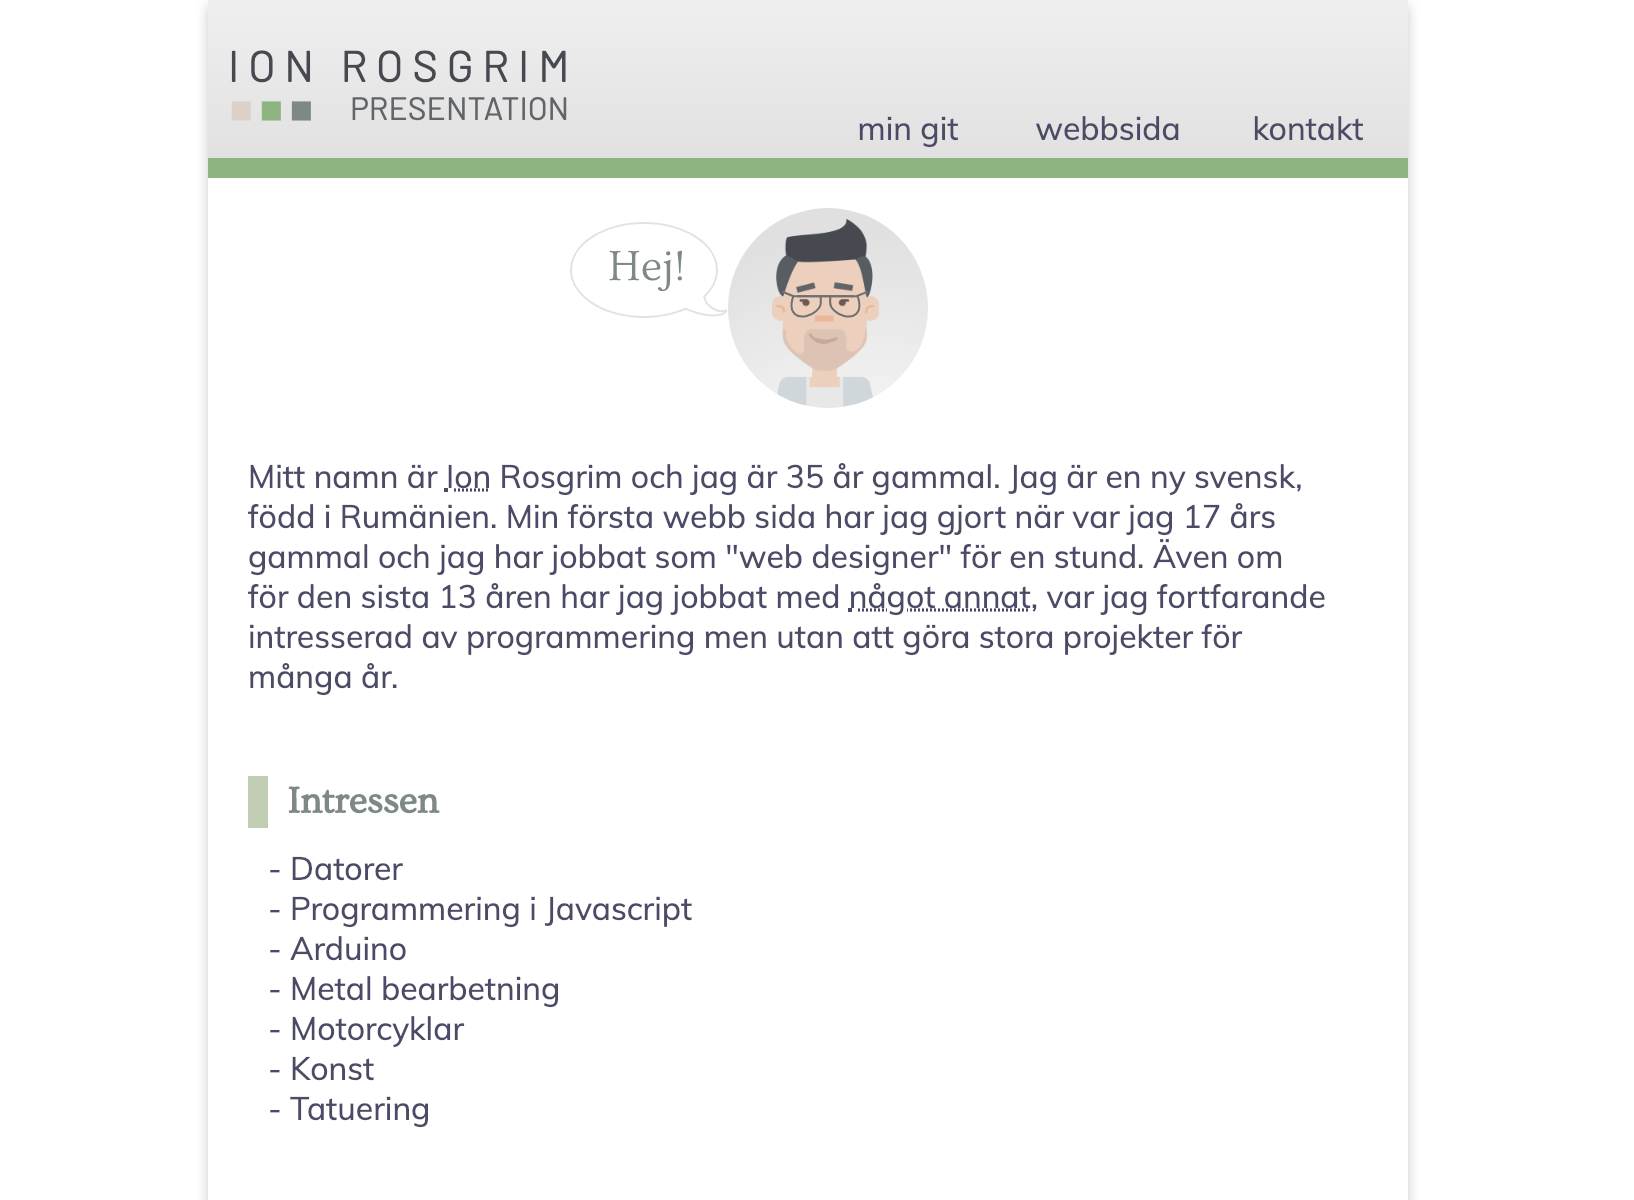 ION ROSGRIM
PRESENTATION
min git webbsida kontakt
Hej!
Mitt namn är Ion Rosgrim och jag är 35 år gammal. Jag är en ny svensk,
född i Rumänien. Min första webb sida har jag gjort när var jag 17 års
gammal och jag har jobbat som "web designer" för en stund. Även om
för den sista 13 åren har jag jobbat med något annat, var jag fortfarande
intresserad av programmering men utan att göra stora projekter för
många år.
Intressen
- Datorer
- Programmering i Javascript
- Arduino
- Metal bearbetning
- Motorcyklar
- Konst
- Tatuering